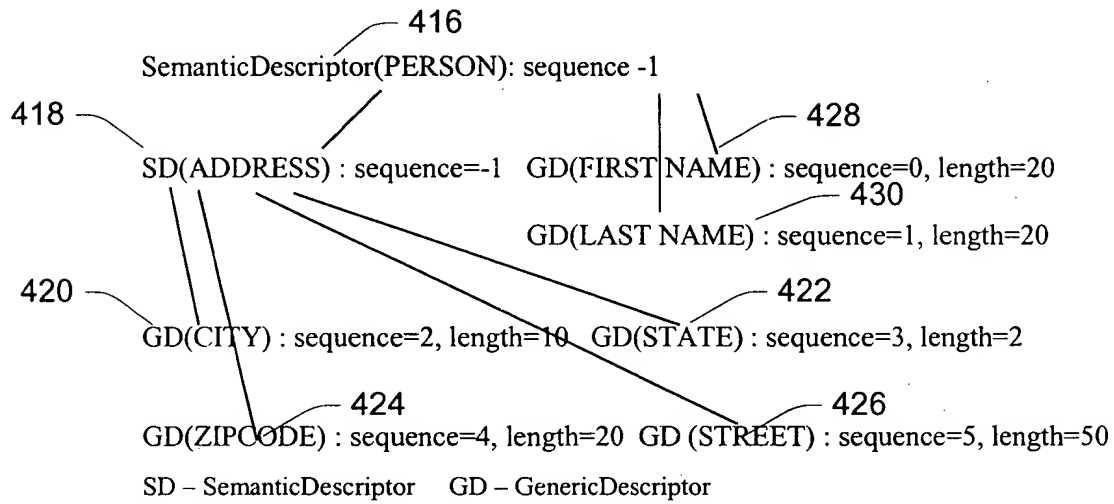 416
SemanticDescriptor(PERSON): sequence -1
418
428
SD(ADDRESS) : sequence=-1 GD(FIRST NAME) : sequence=0, length=20
430
GD(LAST NAME) : sequence=1, length=20
420
422
GD(CITY) : sequence=2, length=10 GD(STATE) : sequence=3, length=2
424
426
GD(ZIPCODE) : sequence=4, length=20 GD (STREET) : sequence=5, length=50
SD – SemanticDescriptor GD – GenericDescriptor